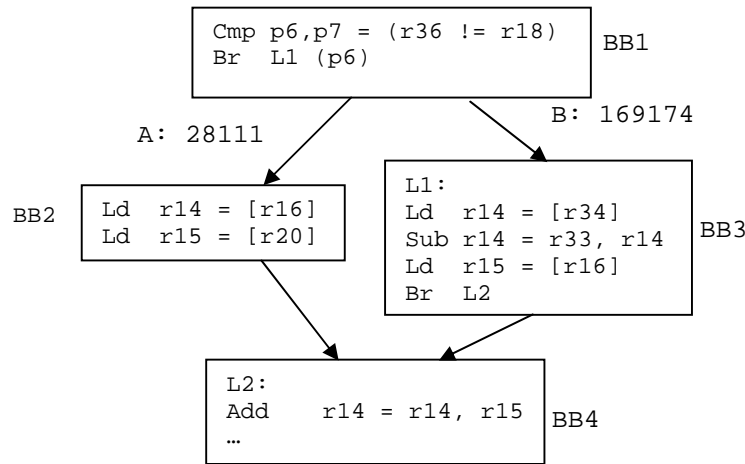 Cmp p6,p7 = (r36 != r18)
Br L1 (p6)
BB1
A: 28111
B: 169174
BB2
Ld r14 = [r16]
Ld r15 = [r20]
L1:
Ld r14 = [r34]
Sub r14 = r33, r14
Ld r15 = [r16]
Br L2
BB3
L2:
Add r14 = r14, r15
…
BB4